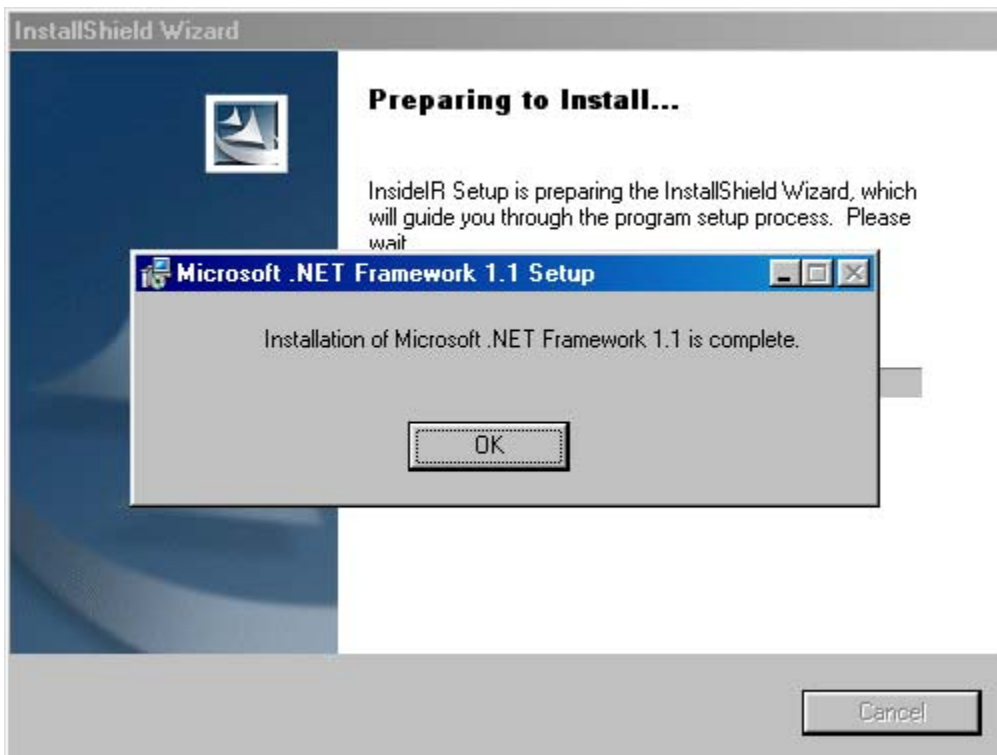 InstallShield Wizard
Preparing to Install...
InsideIR Setup is preparing the InstallShield Wizard, which
will guide you through the program setup process. Please
wait
Microsoft .NET Framework 1.1 Setup
Installation of Microsoft .NET Framework 1.1 is complete.
OK
Cancel